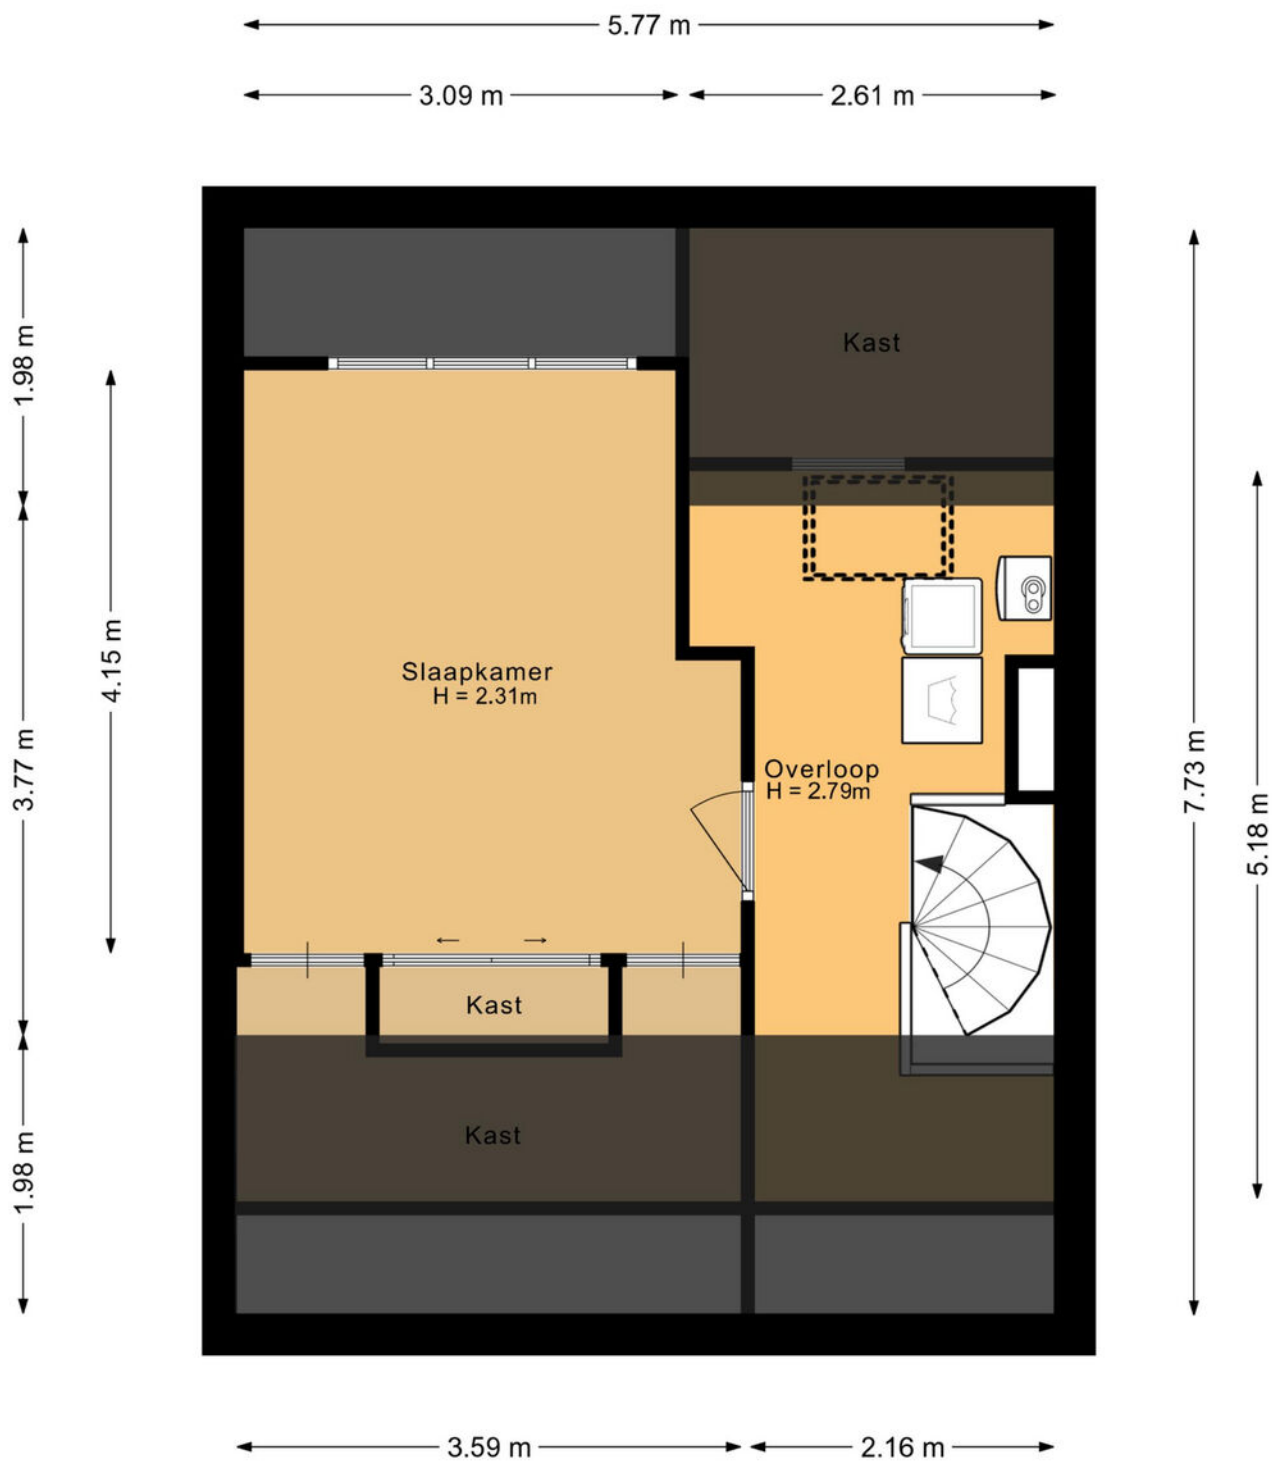 5.77 m
3.09 m
2.61 m
1.98 m
3.77 m
1.98 m
4.15 m
7.73 m
5.18 m
Kast
Slaapkamer
H = 2.31m
Overloop
H = 2.79m
Kast
Kast
3.59 m
2.16 m